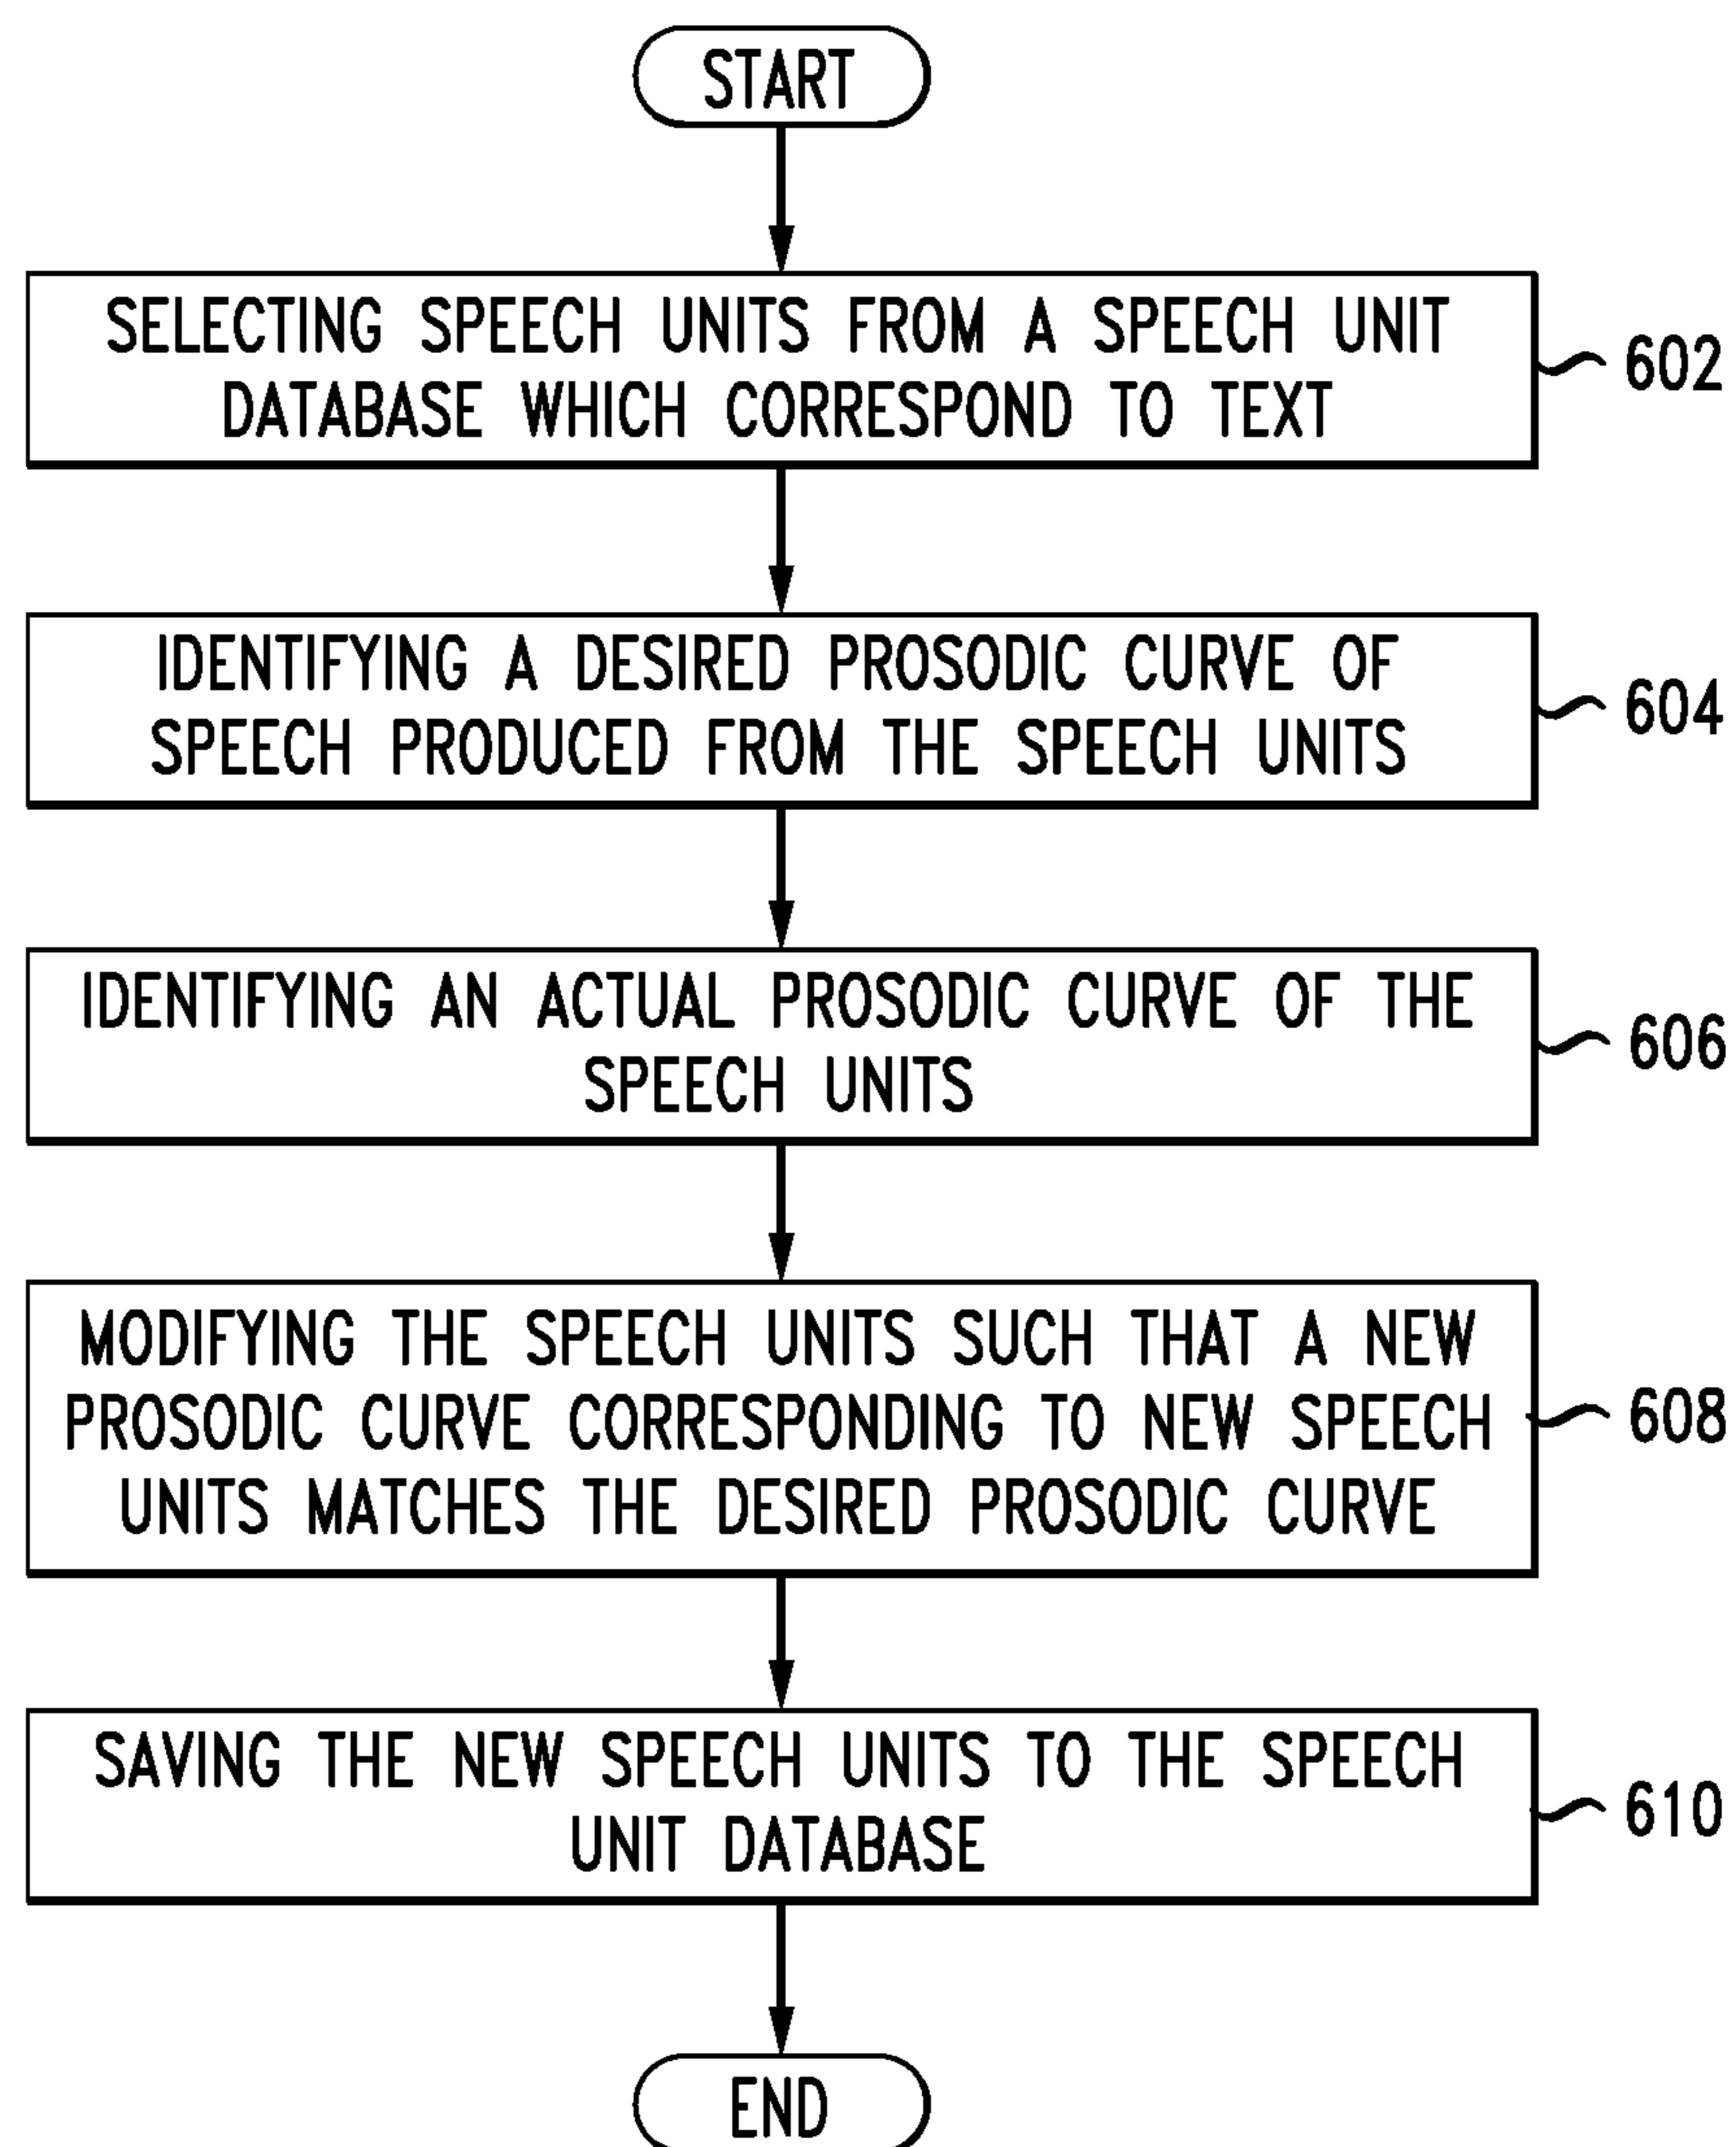 START
SELECTING SPEECH UNITS FROM A SPEECH UNIT
DATABASE WHICH CORRESPOND TO TEXT
602
IDENTIFYING A DESIRED PROSODIC CURVE OF
SPEECH PRODUCED FROM THE SPEECH UNITS
604
IDENTIFYING AN ACTUAL PROSODIC CURVE OF THE
SPEECH UNITS
606
MODIFYING THE SPEECH UNITS SUCH THAT A NEW
PROSODIC CURVE CORRESPONDING TO NEW SPEECH
UNITS MATCHES THE DESIRED PROSODIC CURVE
608
SAVING THE NEW SPEECH UNITS TO THE SPEECH
UNIT DATABASE
610
END